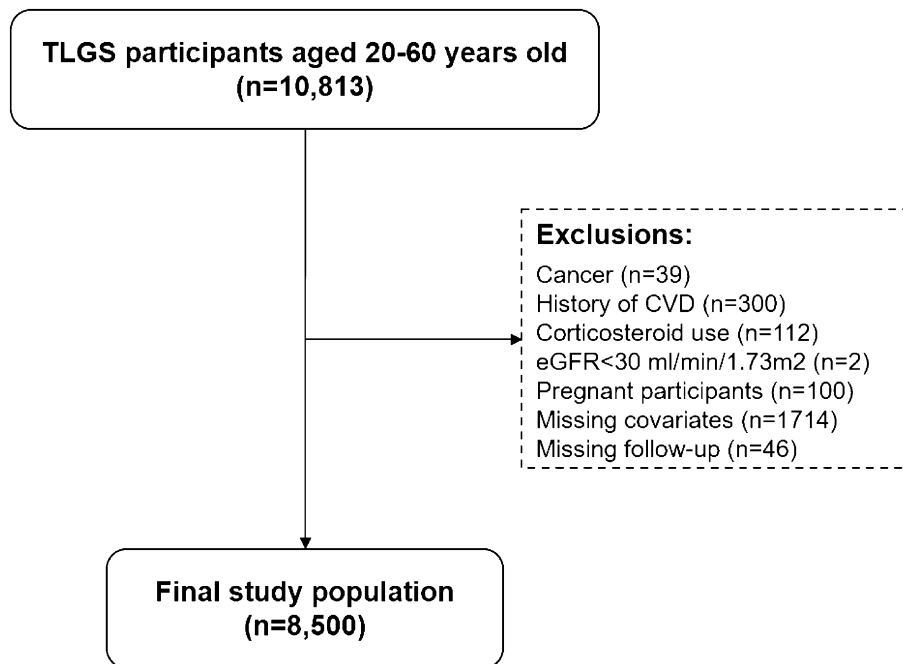 TLGS participants aged 20-60 years old
(n=10,813)
Exclusions:
Cancer (n=39)
History of CVD (n=300)
Corticosteroid use (n=112)
eGFR<30 ml/min/1.73m2 (n=2)
Pregnant participants (n=100)
Missing covariates (n=1714)
Missing follow-up (n=46)
Final study population
(n=8,500)